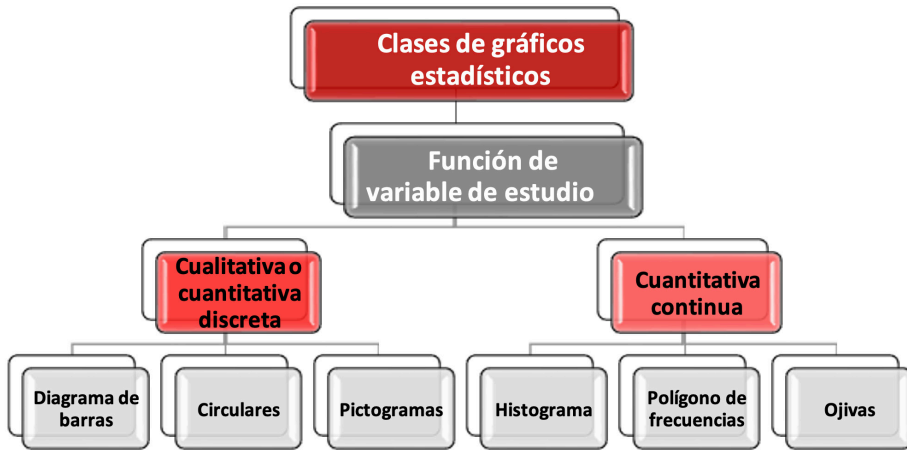 Clases de gráficos
estadísticos
Función de
variable de estudio
Cualitativa o
cuantitativa
discreta
Cuantitativa
continua
Diagrama de
barras
Circulares
Pictogramas
Histograma
Polígono de
frecuencias
Ojivas